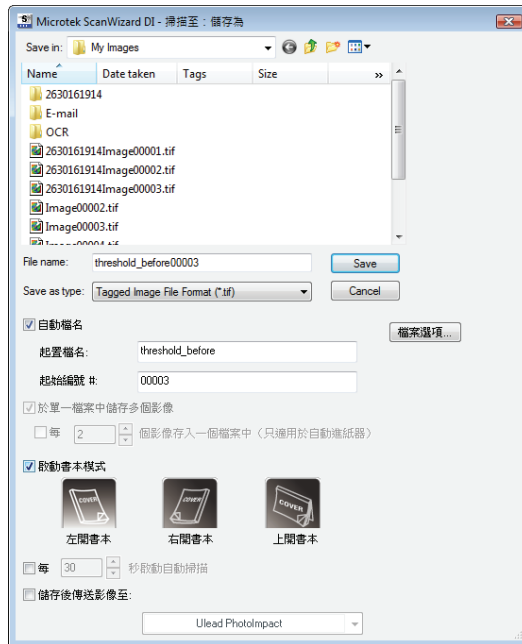 Microtek ScanWizard DI - 掃描至：儲存為
Save in: My Images
Name Date taken Tags Size »
2630161914
E-mail
OCR
2630161914Image00001.tif
2630161914Image00002.tif
2630161914Image00003.tif
Image00002.tif
Image00003.tif
Image00004.tif
File name: threshold_before00003 Save
Save as type: Tagged Image File Format (*.tif) Cancel
自動檔名 檔案選項...
起置檔名: threshold_before
起始編號 #: 00003
於單一檔案中儲存多個影像
每 2 個影像存入一個檔案中（只適用於自動進紙器）
啟動書本模式
COVER COVER COVER
左開書本 右開書本 上開書本
每 30 秒啟動自動掃描
儲存後傳送影像至:
Ulead PhotoImpact